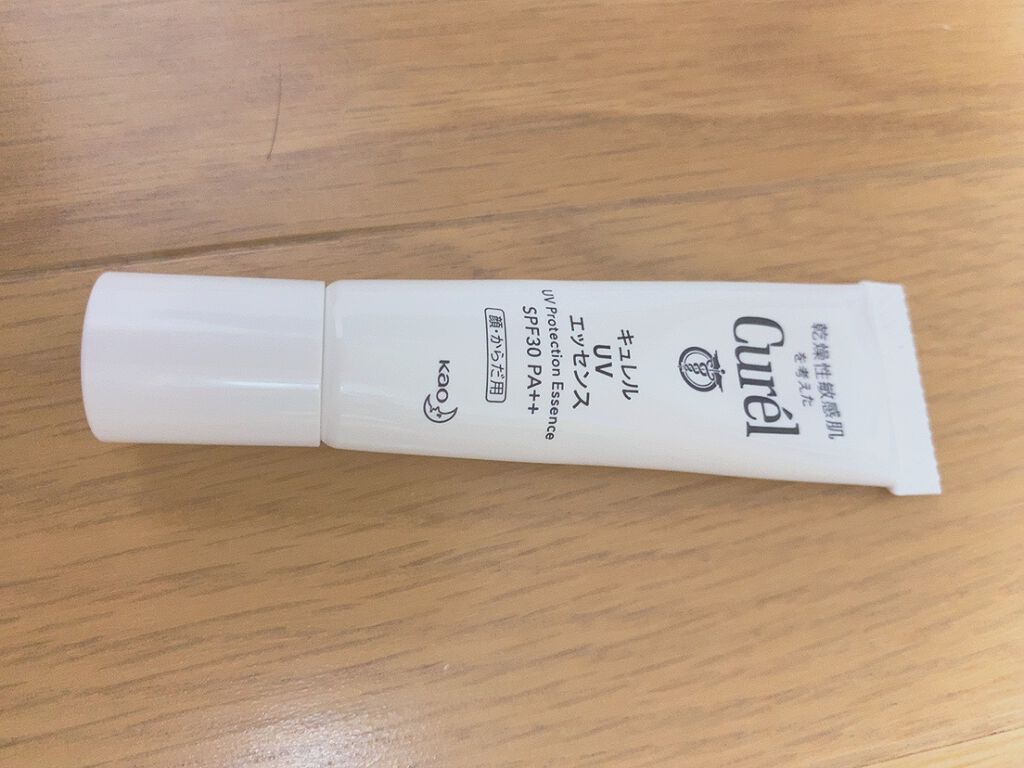 乾燥性敏感肌
を考えた
Curél
キュレル
UV
エッセンス
UV Protection Essence
SPF30 PA++
顔・からだ用
Kao